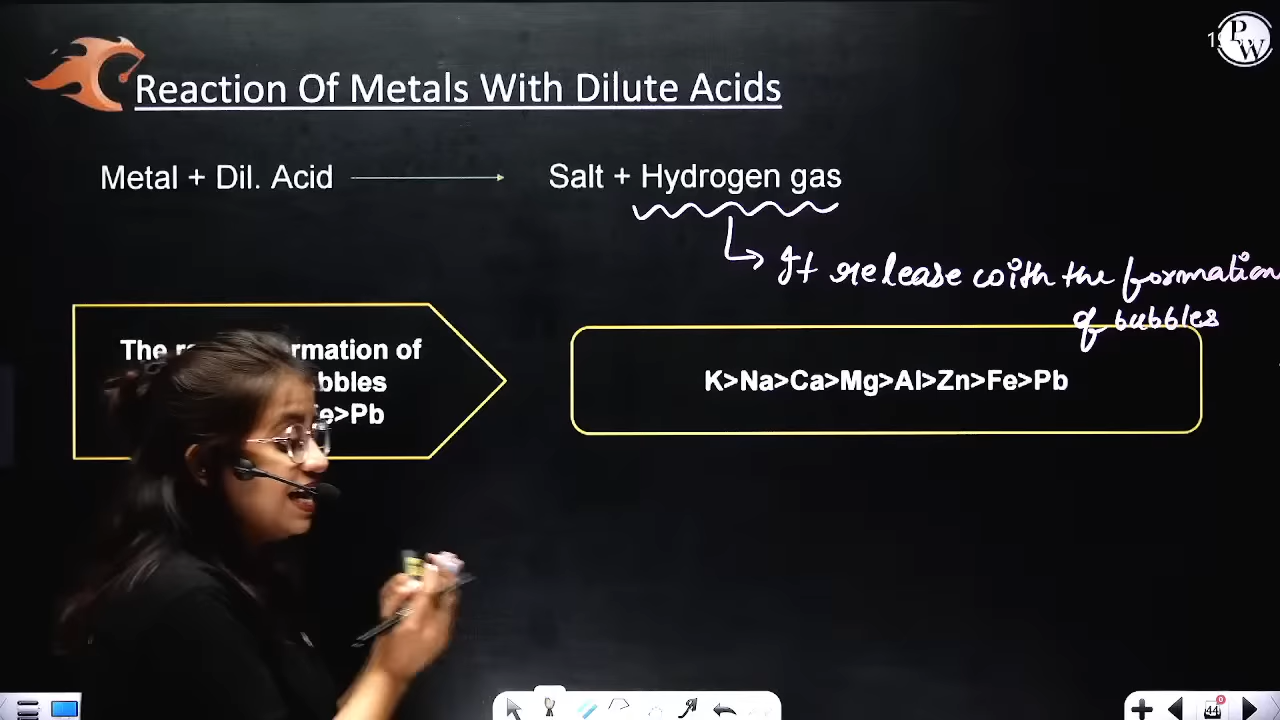 P
W
Reaction Of Metals With Dilute Acids
Metal + Dil. Acid
Salt + Hydrogen gas
It release with the formation
of bubbles
The rmation of
bbles
e>Pb
K>Na>Ca>Mg>Al>Zn>Fe>Pb
44